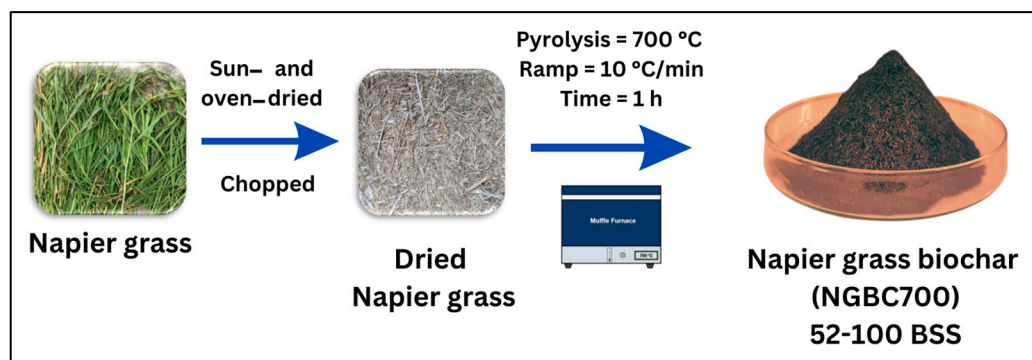 Napier grass
Sun– and
oven–dried
Chopped
Dried
Napier grass
Pyrolysis = 700 °C
Ramp = 10 °C/min
Time = 1 h
Muffle Furnace
700 °C
Napier grass biochar
(NGBC700)
52-100 BSS